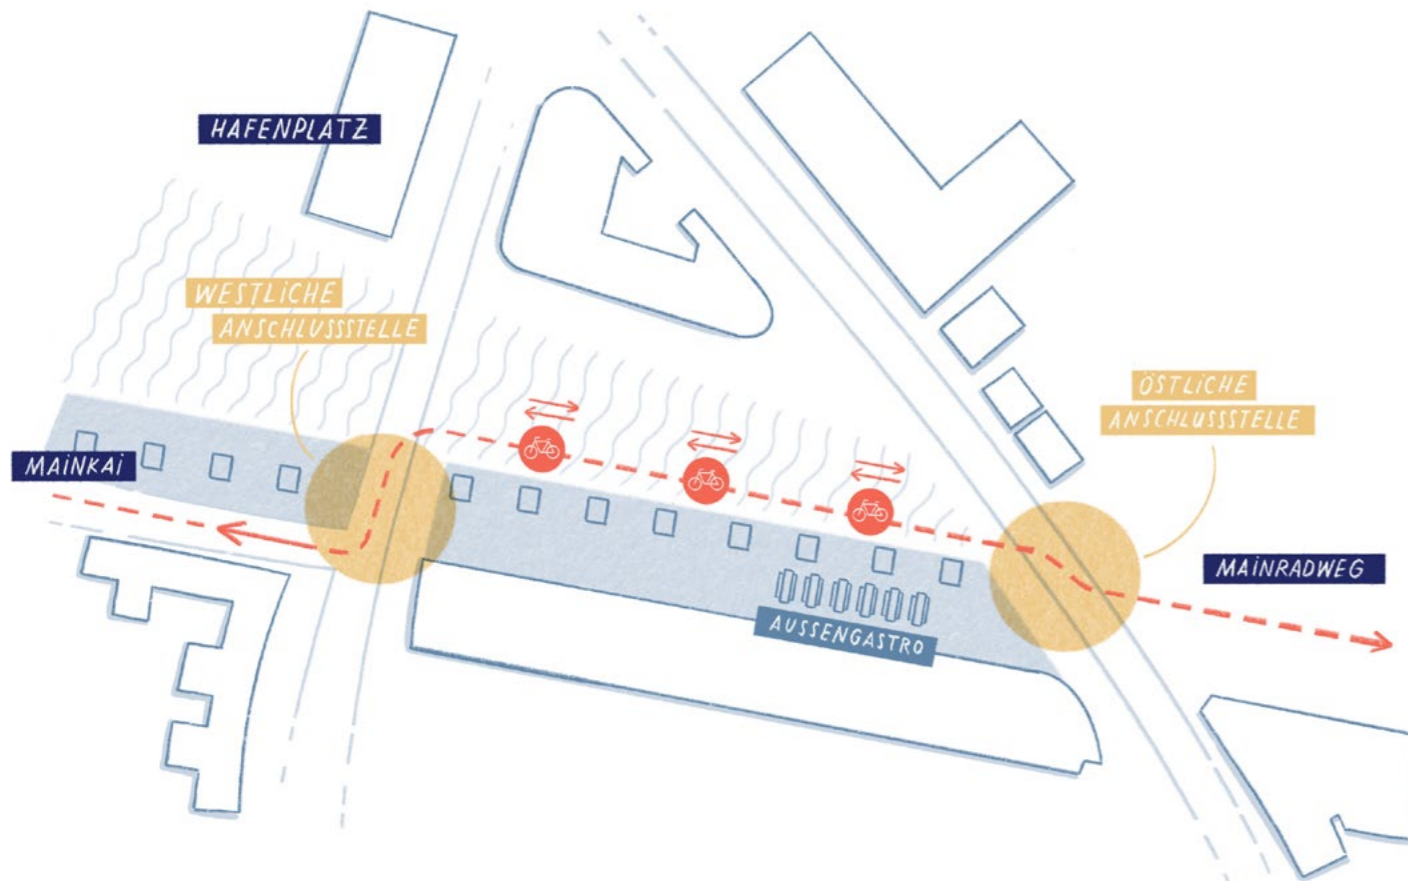 HAFENPLATZ
WESTLICHE
ANSCHLUSSSTELLE
ÖSTLICHE
ANSCHLUSSSTELLE
MAINKAI
MAINRADWEG
AUSSENGASTRO